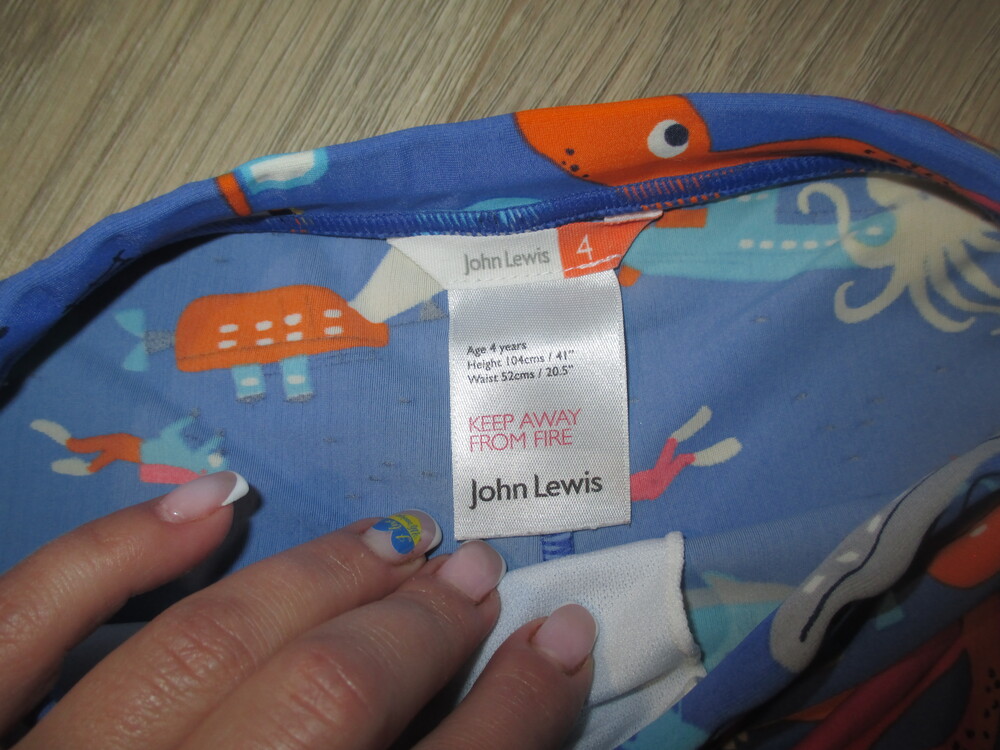 John Lewis 4
Age 4 years
Height 104cms / 41"
Waist 52cms / 20.5"
KEEP AWAY
FROM FIRE
John Lewis